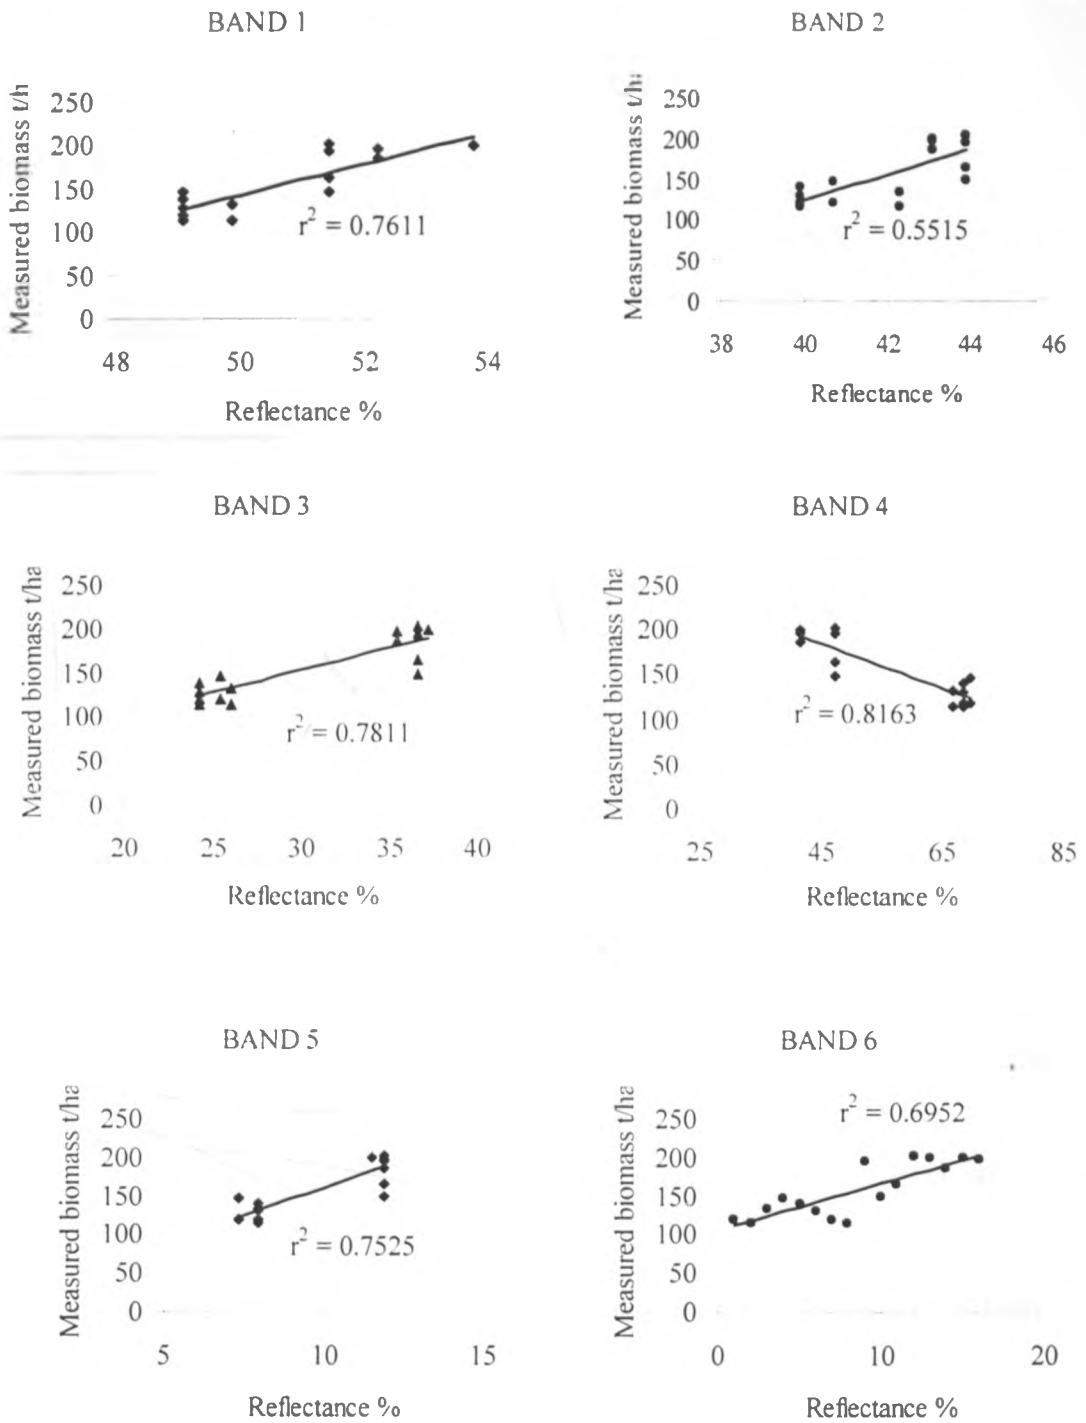 BAND 1
Measured biomass t/h
250
200
150
100
50
0
r² = 0.7611
48 50 52 54
Reflectance %
BAND 2
Measured biomass t/ha
250
200
150
100
50
0
r² = 0.5515
38 40 42 44 46
Reflectance %
BAND 3
Measured biomass t/ha
250
200
150
100
50
0
r² = 0.7811
20 25 30 35 40
Reflectance %
BAND 4
Measured biomass t/ha
250
200
150
100
50
0
r² = 0.8163
25 45 65 85
Reflectance %
BAND 5
Measured biomass t/ha
250
200
150
100
50
0
r² = 0.7525
5 10 15
Reflectance %
BAND 6
Measured biomass t/ha
250
200
150
100
50
0
r² = 0.6952
0 10 20
Reflectance %